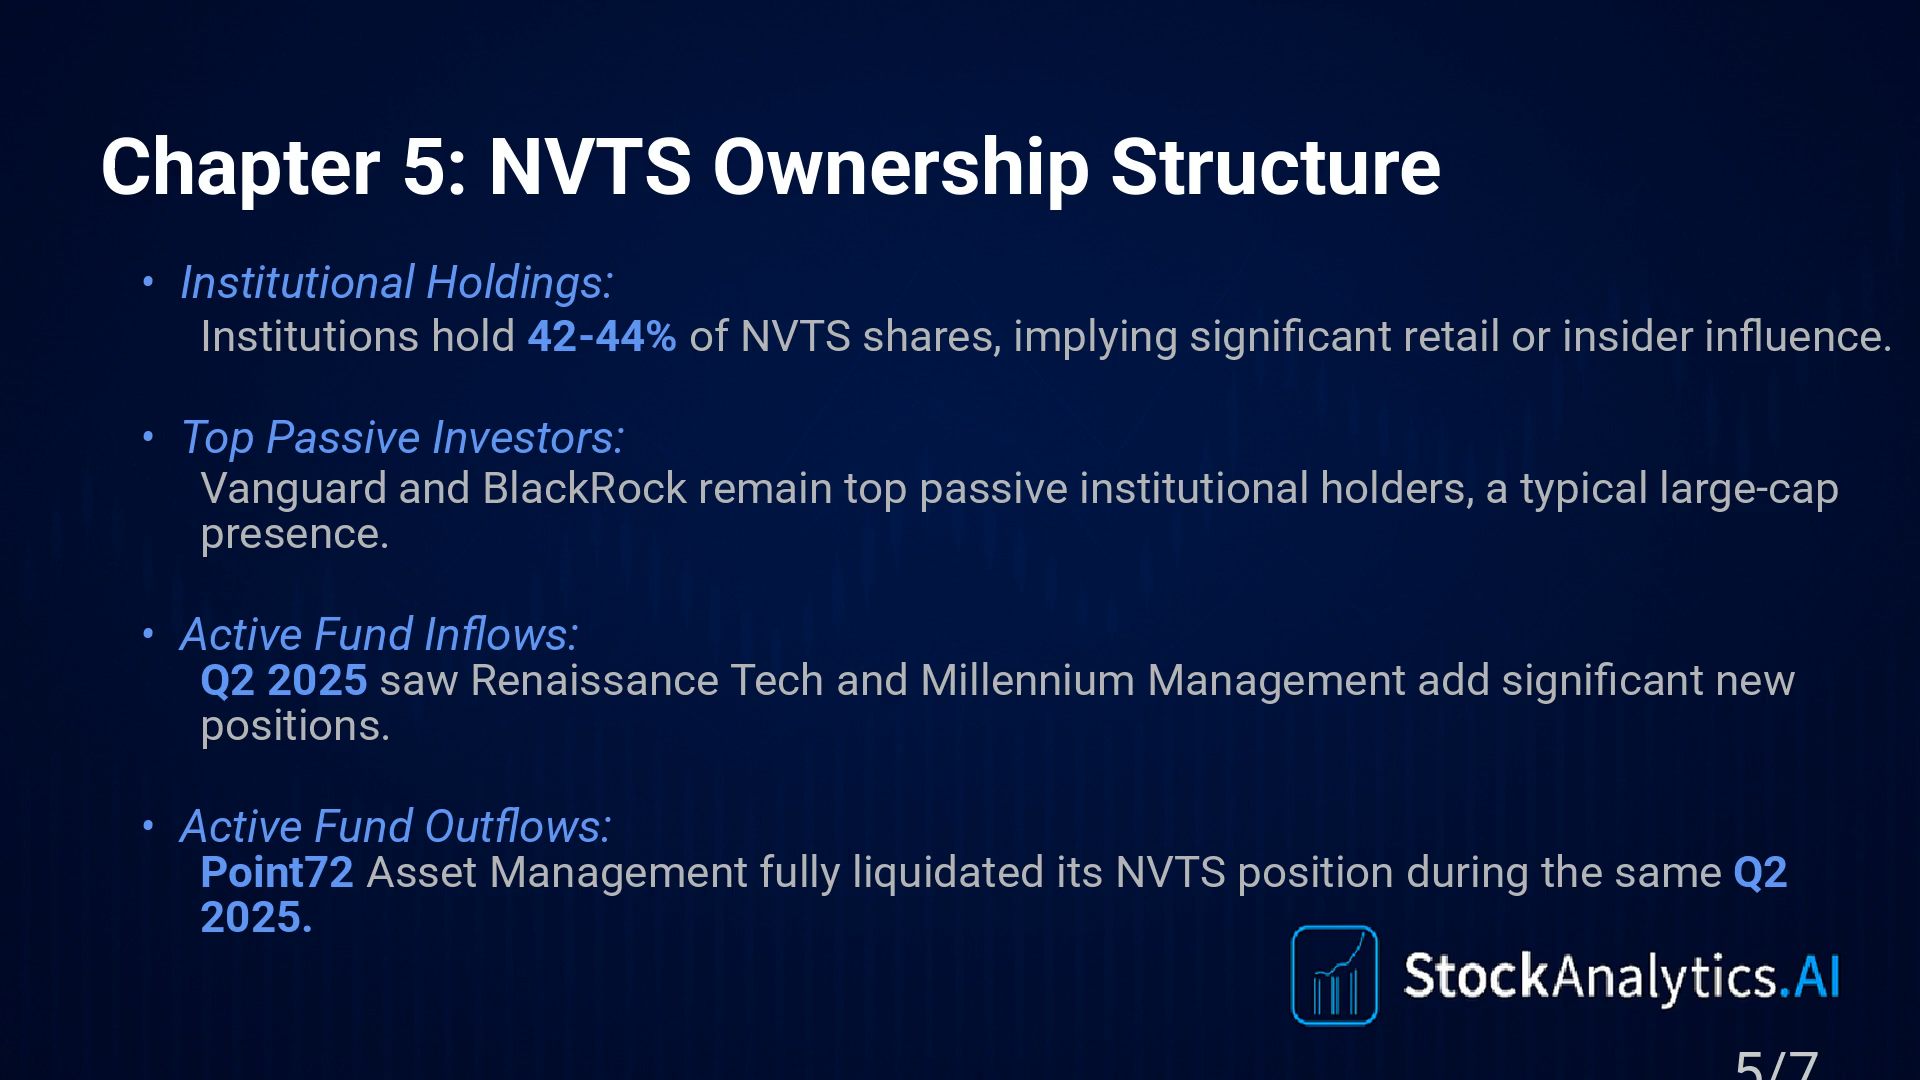 Chapter 5: NVTS Ownership Structure
• Institutional Holdings:
Institutions hold 42-44% of NVTS shares, implying significant retail or insider influence.
• Top Passive Investors:
Vanguard and BlackRock remain top passive institutional holders, a typical large-cap
presence.
• Active Fund Inflows:
Q2 2025 saw Renaissance Tech and Millennium Management add significant new
positions.
• Active Fund Outflows:
Point72 Asset Management fully liquidated its NVTS position during the same Q2
2025.
StockAnalytics.AI
5/7